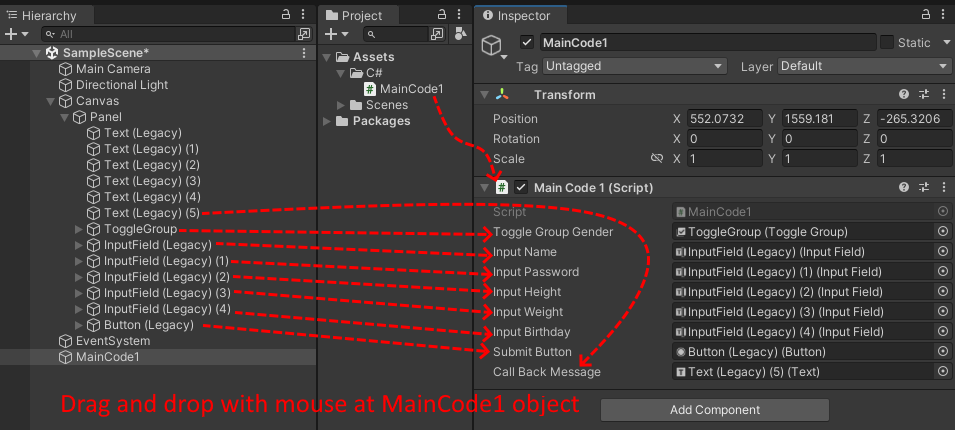 Hierarchy
All
SampleScene*
Main Camera
Directional Light
Canvas
Panel
Text (Legacy)
Text (Legacy) (1)
Text (Legacy) (2)
Text (Legacy) (3)
Text (Legacy) (4)
Text (Legacy) (5)
ToggleGroup
InputField (Legacy)
InputField (Legacy) (1)
InputField (Legacy) (2)
InputField (Legacy) (3)
InputField (Legacy) (4)
Button (Legacy)
EventSystem
MainCode1
Project
Assets
C#
MainCode1
Scenes
Packages
Inspector
MainCode1 Static
Tag Untagged Layer Default
Transform
Position X 552.0732 Y 1559.181 Z -265.3206
Rotation X 0 Y 0 Z 0
Scale X 1 Y 1 Z 1
# Main Code 1 (Script)
Script MainCode1
Toggle Group Gender ToggleGroup (Toggle Group)
Input Name InputField (Legacy) (Input Field)
Input Password InputField (Legacy) (1) (Input Field)
Input Height InputField (Legacy) (2) (Input Field)
Input Weight InputField (Legacy) (3) (Input Field)
Input Birthday InputField (Legacy) (4) (Input Field)
Submit Button Button (Legacy) (Button)
Call Back Message Text (Legacy) (5) (Text)
Add Component
Drag and drop with mouse at MainCode1 object